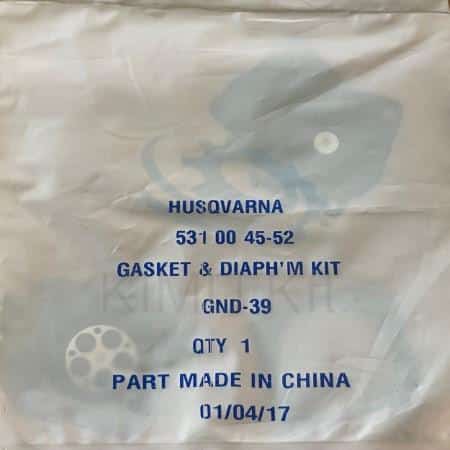 HUSQVARNA
531 00 45-52
GASKET & DIAPH'M KIT
GND-39
QTY 1
PART MADE IN CHINA
01/04/17